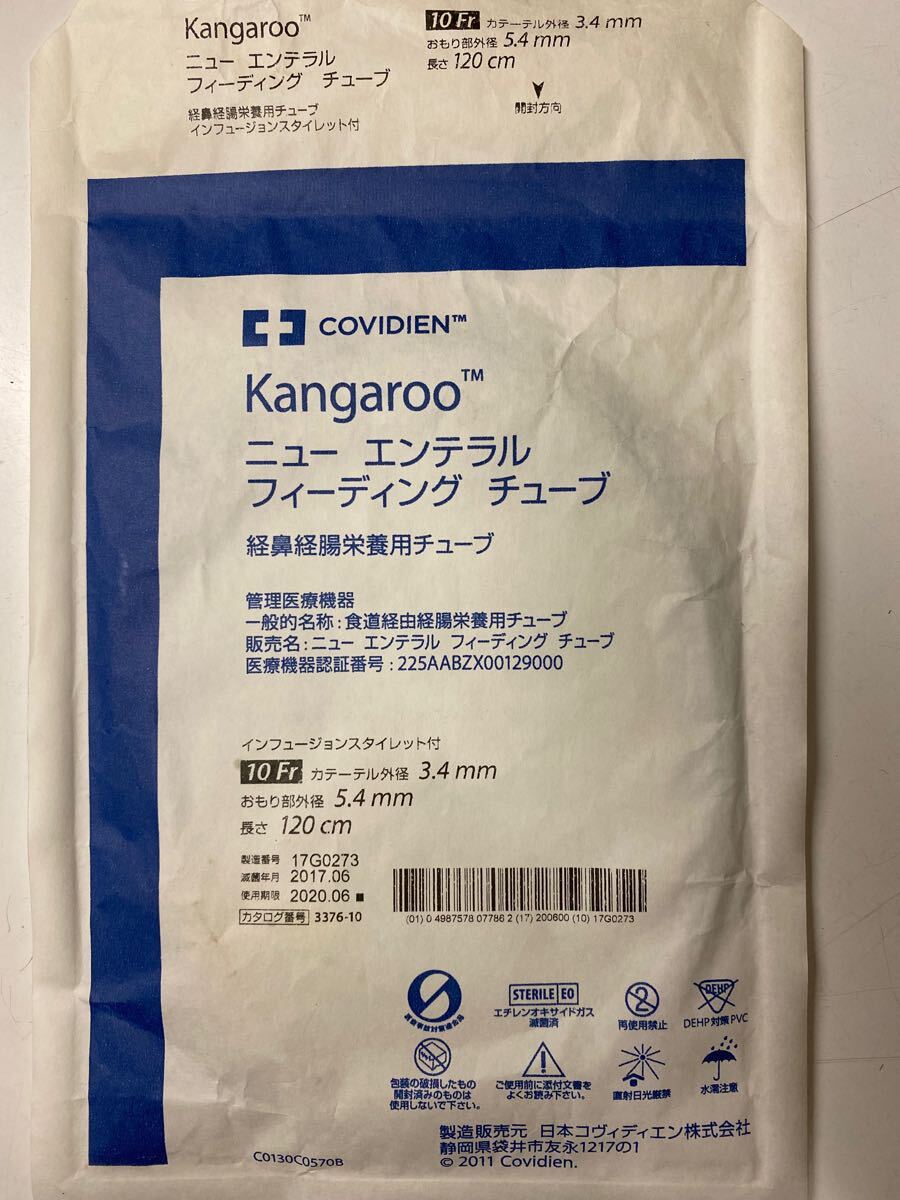 Kangaroo™
ニュー エンテラル
フィーディング チューブ
経鼻経腸栄養用チューブ
インフュージョンスタイレット付
10 Fr カテーテル外径 3.4 mm
おもり部外径 5.4 mm
長さ 120 cm
開封方向
COVIDIEN™
Kangaroo™
ニュー エンテラル
フィーディング チューブ
経鼻経腸栄養用チューブ
管理医療機器
一般的名称:食道経由経腸栄養用チューブ
販売名:ニュー エンテラル フィーディング チューブ
医療機器認証番号:225AABZX00129000
インフュージョンスタイレット付
10 Fr カテーテル外径 3.4 mm
おもり部外径 5.4 mm
長さ 120 cm
製造番号 17G0273
滅菌年月 2017.06
使用期限 2020.06
カタログ番号 3376-10
(01) 0 4987578 07786 2 (17) 200600 (10) 17G0273
医療事故対策適合品
STERILE EO
エチレンオキサイドガス
滅菌済
2
再使用禁止
DEHP
DEHP対策PVC
包装の破損したもの
開封済みのものは
使用しないで下さい。
ご使用前に添付文書を
よくお読み下さい。
直射日光厳禁
水濡注意
製造販売元 日本コヴィディエン株式会社
静岡県袋井市友永1217の1
© 2011 Covidien.
C0130C0570B